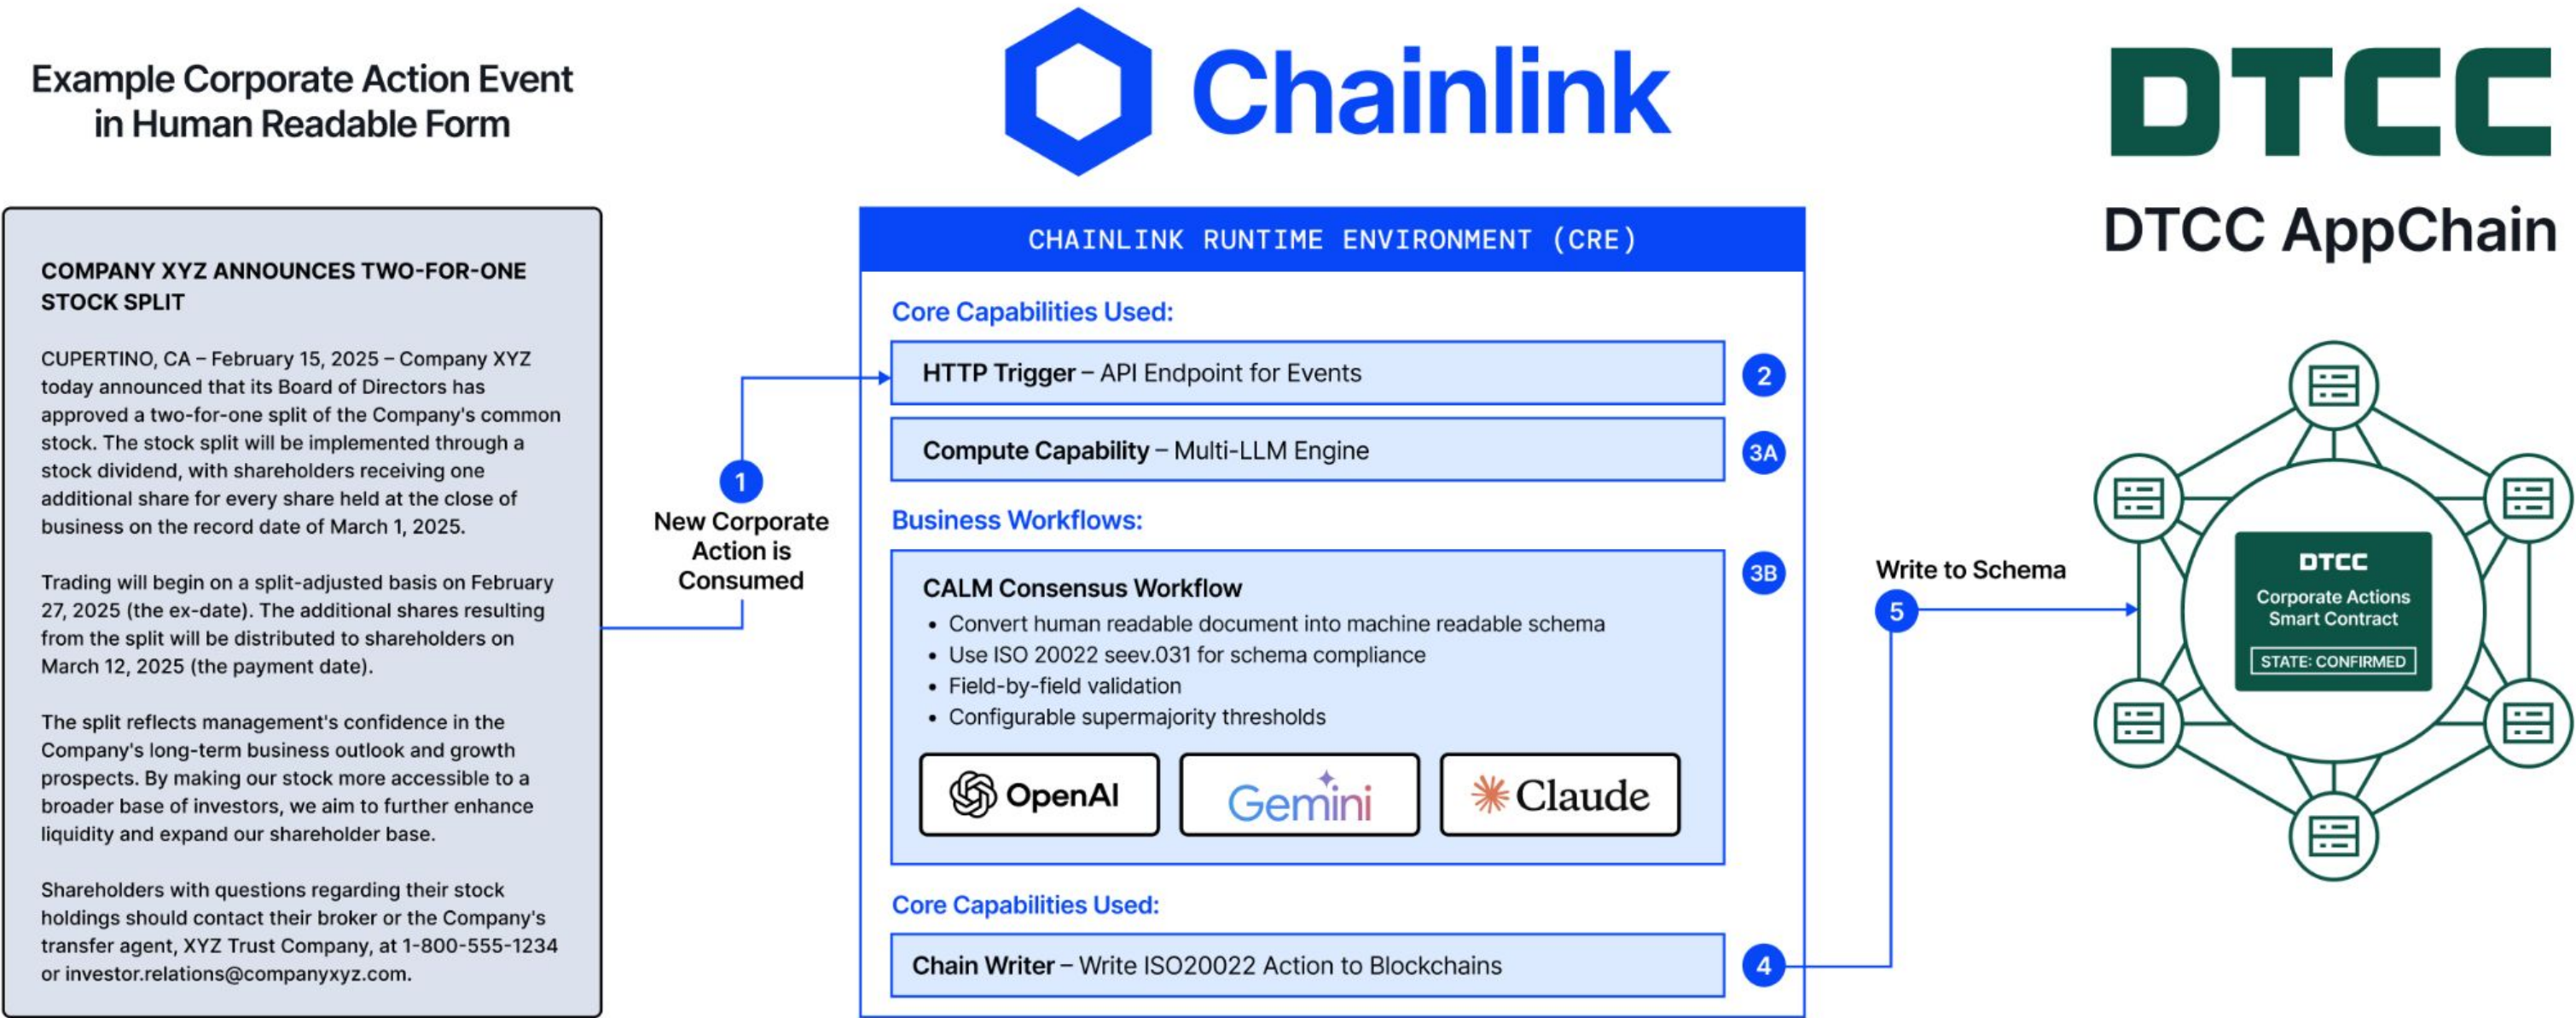 Example Corporate Action Event
in Human Readable Form
COMPANY XYZ ANNOUNCES TWO-FOR-ONE
STOCK SPLIT
CUPERTINO, CA – February 15, 2025 – Company XYZ
today announced that its Board of Directors has
approved a two-for-one split of the Company's common
stock. The stock split will be implemented through a
stock dividend, with shareholders receiving one
additional share for every share held at the close of
business on the record date of March 1, 2025.
Trading will begin on a split-adjusted basis on February
27, 2025 (the ex-date). The additional shares resulting
from the split will be distributed to shareholders on
March 12, 2025 (the payment date).
The split reflects management's confidence in the
Company's long-term business outlook and growth
prospects. By making our stock more accessible to a
broader base of investors, we aim to further enhance
liquidity and expand our shareholder base.
Shareholders with questions regarding their stock
holdings should contact their broker or the Company's
transfer agent, XYZ Trust Company, at 1-800-555-1234
or investor.relations@companyxyz.com.
1
New Corporate
Action is
Consumed
Chainlink
CHAINLINK RUNTIME ENVIRONMENT (CRE)
Core Capabilities Used:
HTTP Trigger – API Endpoint for Events
2
Compute Capability – Multi-LLM Engine
3A
Business Workflows:
CALM Consensus Workflow
3B
• Convert human readable document into machine readable schema
• Use ISO 20022 seev.031 for schema compliance
• Field-by-field validation
• Configurable supermajority thresholds
OpenAI
Gemini
Claude
Core Capabilities Used:
Chain Writer – Write ISO20022 Action to Blockchains
4
Write to Schema
5
DTCC
DTCC AppChain
DTCC
Corporate Actions
Smart Contract
STATE: CONFIRMED